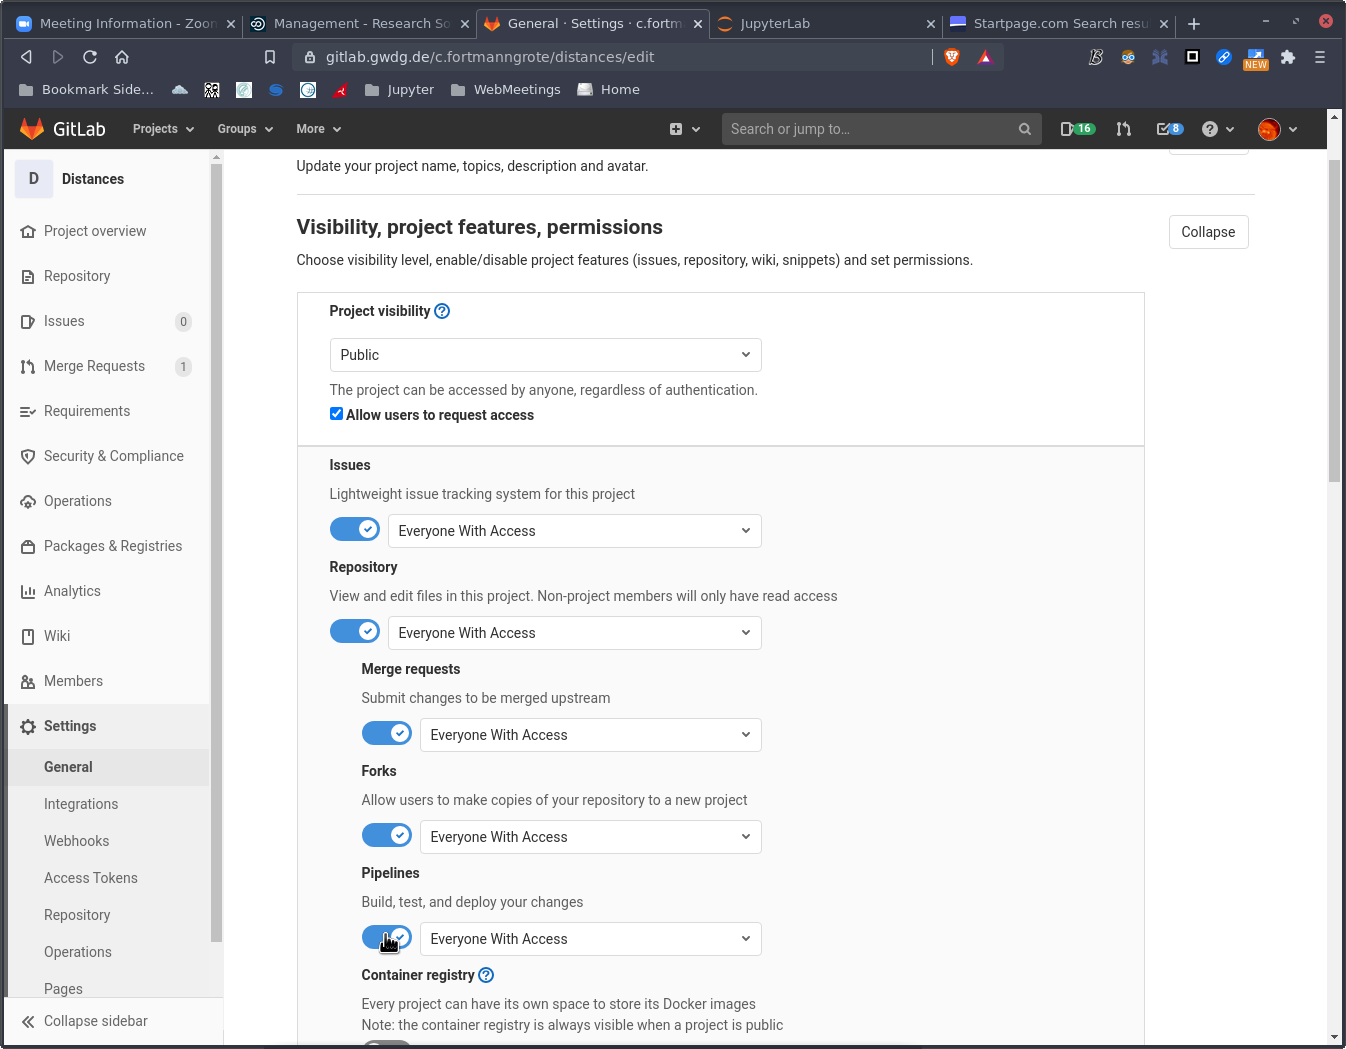 Meeting Information - Zoo
Management - Research So
General · Settings · c.fortm
JupyterLab
Startpage.com Search resu
gitlab.gwdg.de/c.fortmanngrote/distances/edit
NEW
Bookmark Side...
Jupyter
WebMeetings
Home
GitLab
Projects
Groups
More
Search or jump to...
16
8
D
Distances
Project overview
Repository
Issues
0
Merge Requests
1
Requirements
Security & Compliance
Operations
Packages & Registries
Analytics
Wiki
Members
Settings
General
Integrations
Webhooks
Access Tokens
Repository
Operations
Pages
Collapse sidebar
Update your project name, topics, description and avatar.
Visibility, project features, permissions
Collapse
Choose visibility level, enable/disable project features (issues, repository, wiki, snippets) and set permissions.
Project visibility
Public
The project can be accessed by anyone, regardless of authentication.
Allow users to request access
Issues
Lightweight issue tracking system for this project
Everyone With Access
Repository
View and edit files in this project. Non-project members will only have read access
Everyone With Access
Merge requests
Submit changes to be merged upstream
Everyone With Access
Forks
Allow users to make copies of your repository to a new project
Everyone With Access
Pipelines
Build, test, and deploy your changes
Everyone With Access
Container registry
Every project can have its own space to store its Docker images
Note: the container registry is always visible when a project is public